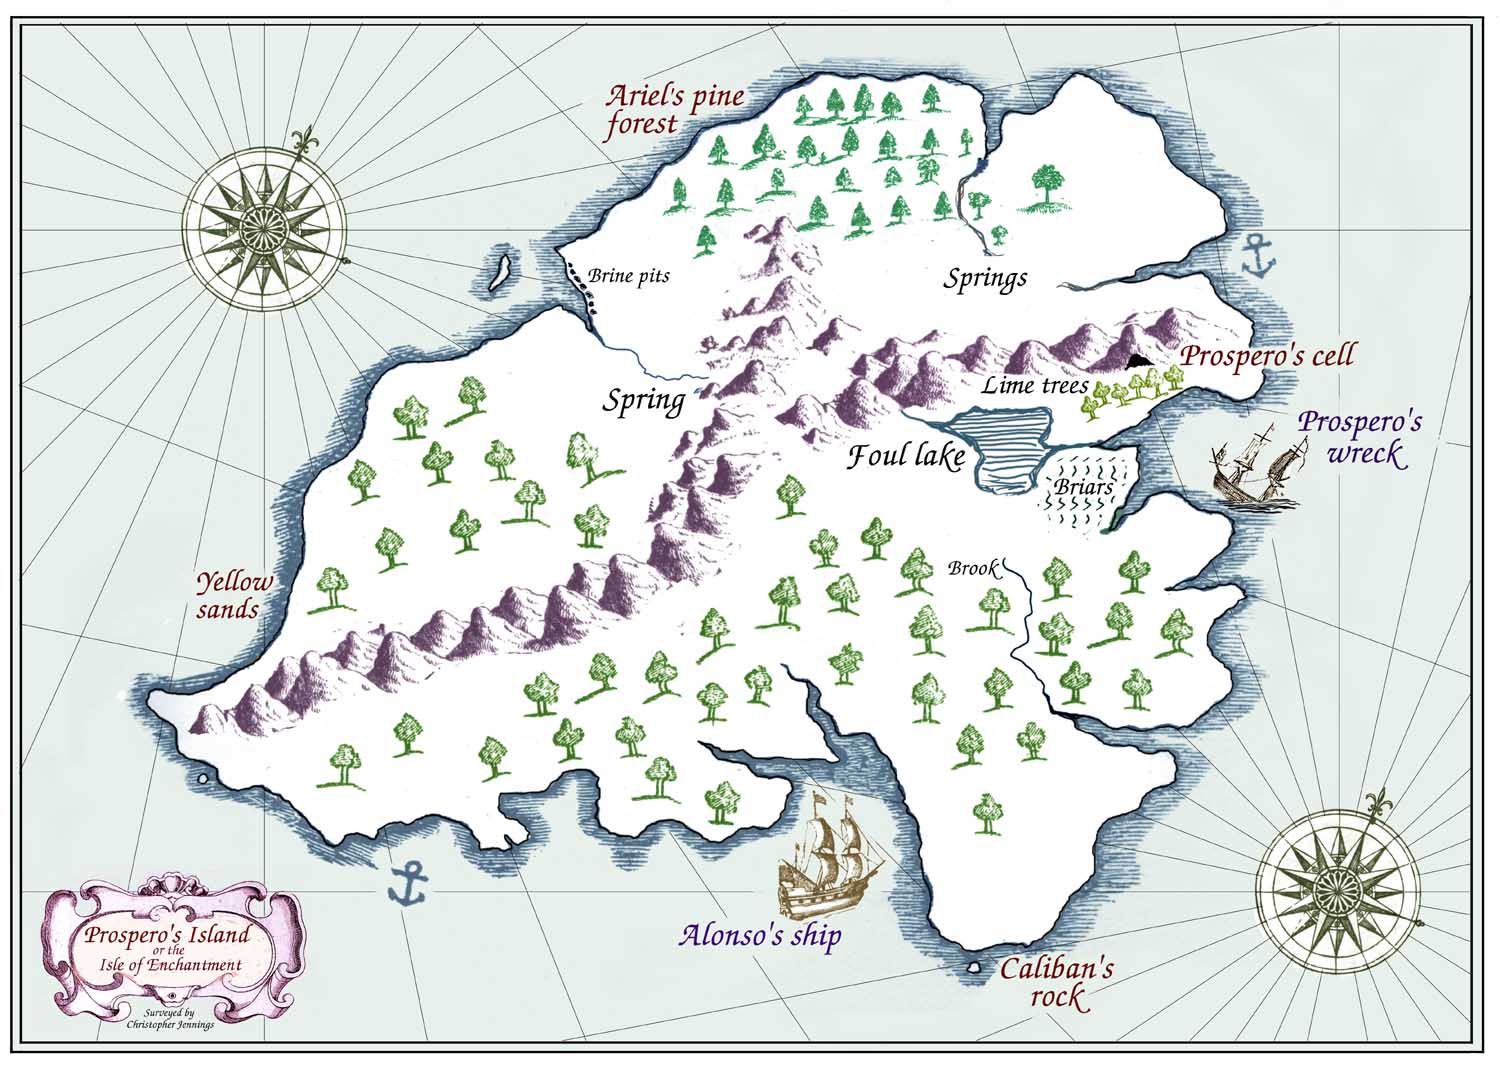 Ariel's pine
forest
Brine pits
Springs
Prospero's cell
Lime trees
Spring
Prospero's
wreck
Foul lake
Briars
Brook
Yellow
sands
Alonso's ship
Caliban's
rock
Prospero's Island
or the
Isle of Enchantment
Surveyed by
Christopher Jennings